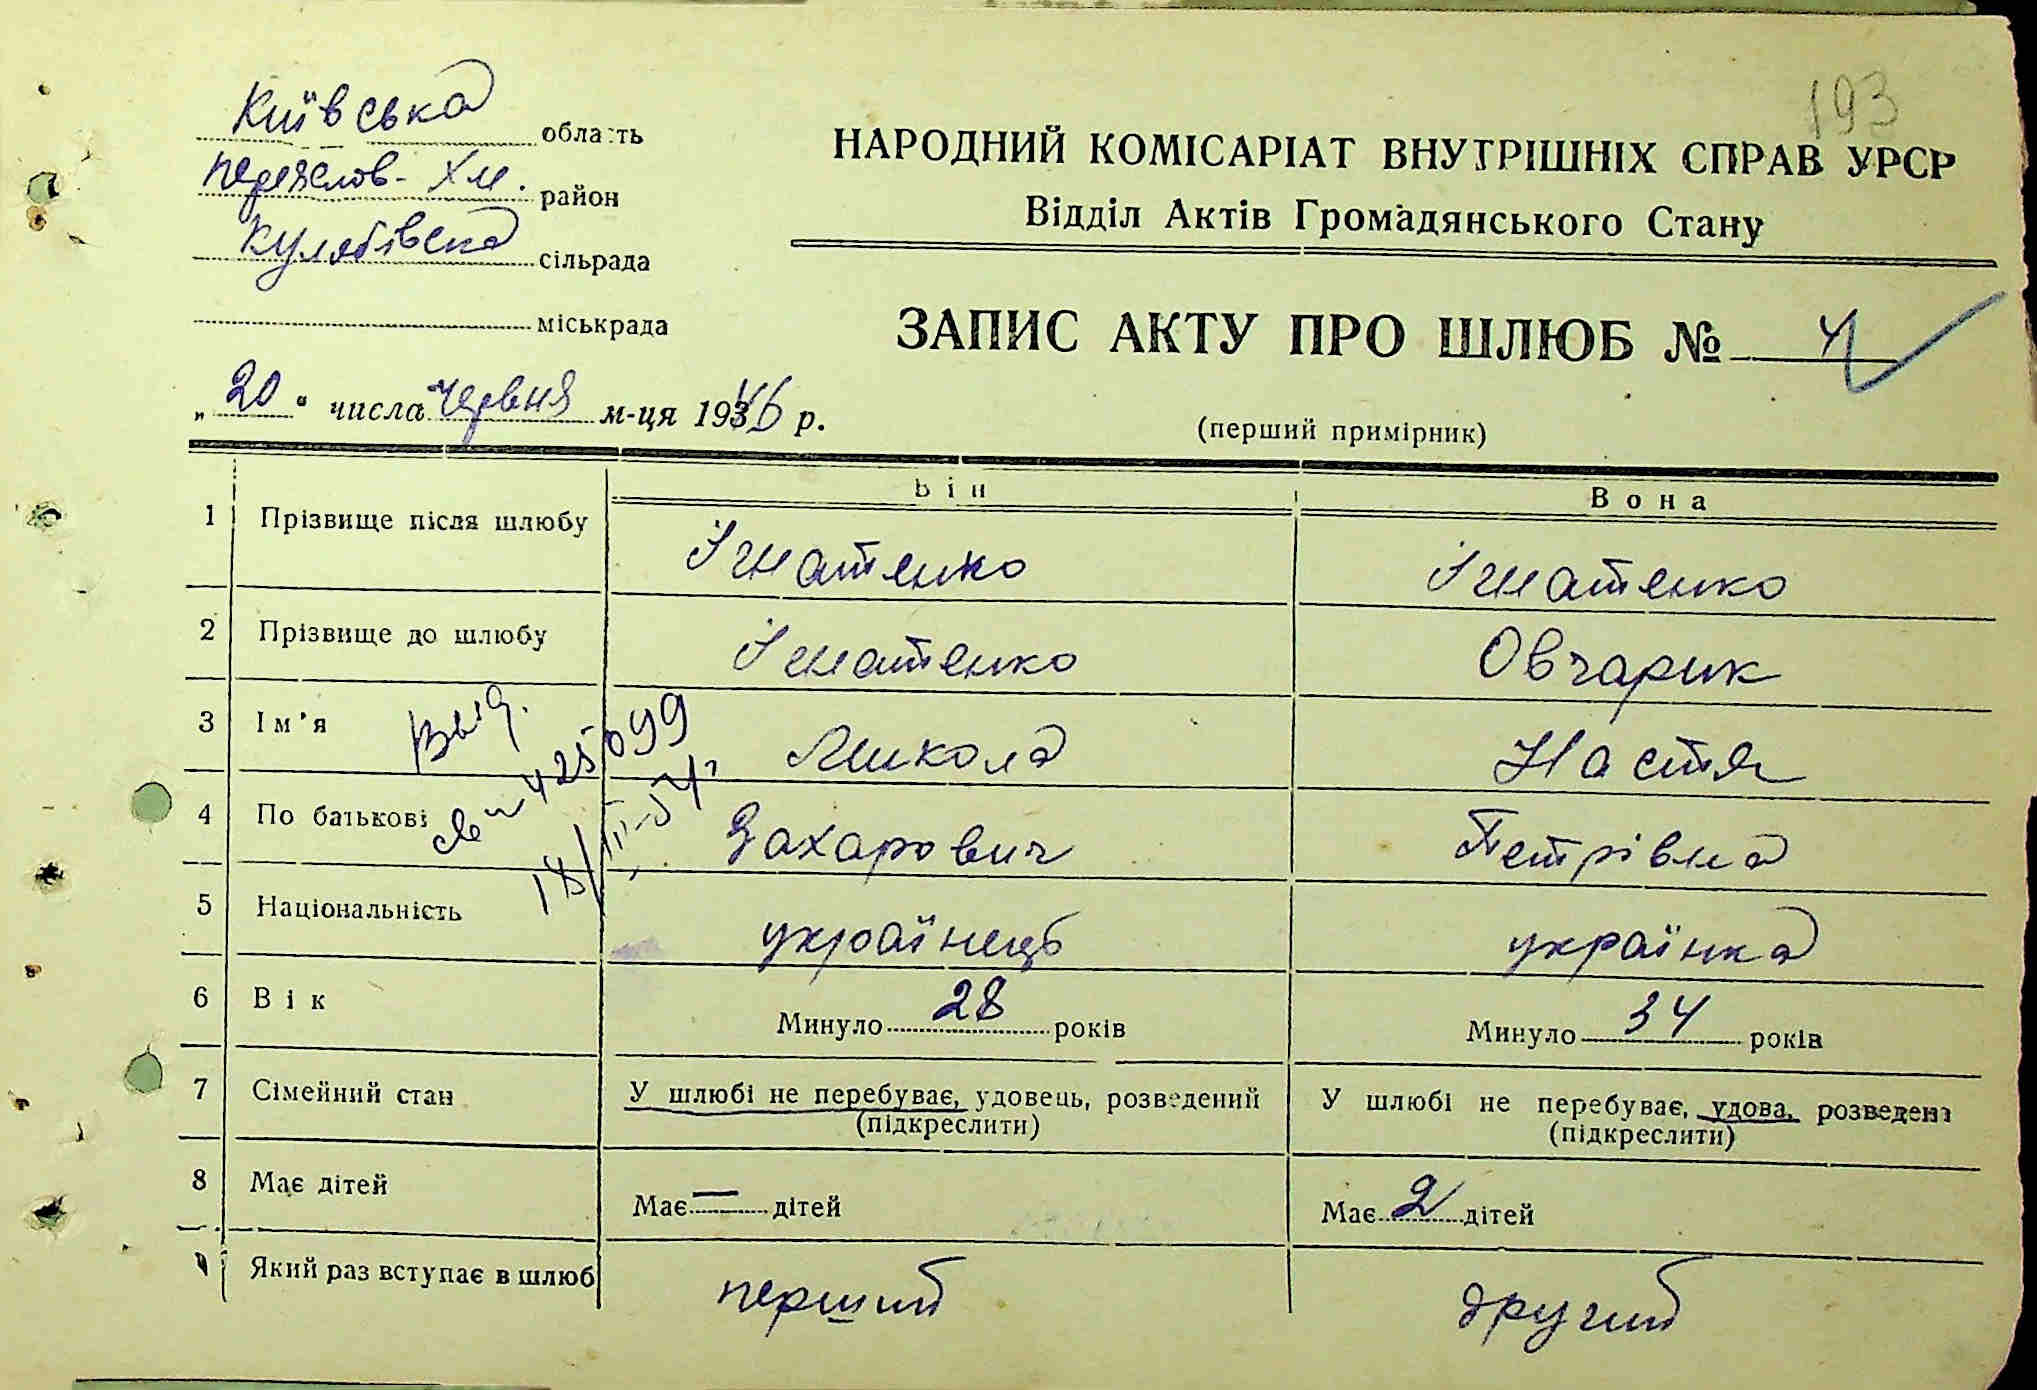 193
Київська область
Переяслов-Хм. район
Кулябівска сільрада
міськрада
НАРОДНИЙ КОМІСАРІАТ ВНУТРІШНІХ СПРАВ УРСР
Відділ Актів Громадянського Стану
ЗАПИС АКТУ ПРО ШЛЮБ № 4
„20“ числа червня м-ця 1946 р.
(перший примірник)
Він Вона
1 Прізвище після шлюбу Ігнатенко Ігнатенко
2 Прізвище до шлюбу Ігнатенко Овчарик
3 Ім'я Микола Настя
Выд.
425099
4 По батькові Захарович Петрівна
5 Національність українець українка
6 Вік Минуло 28 років Минуло 34 років
7 Сімейний стан У шлюбі не перебуває, удовець, розведений У шлюбі не перебуває, удова, розведена
(підкреслити) (підкреслити)
8 Має дітей Має — дітей Має 2 дітей
Який раз вступає в шлюб перший другий